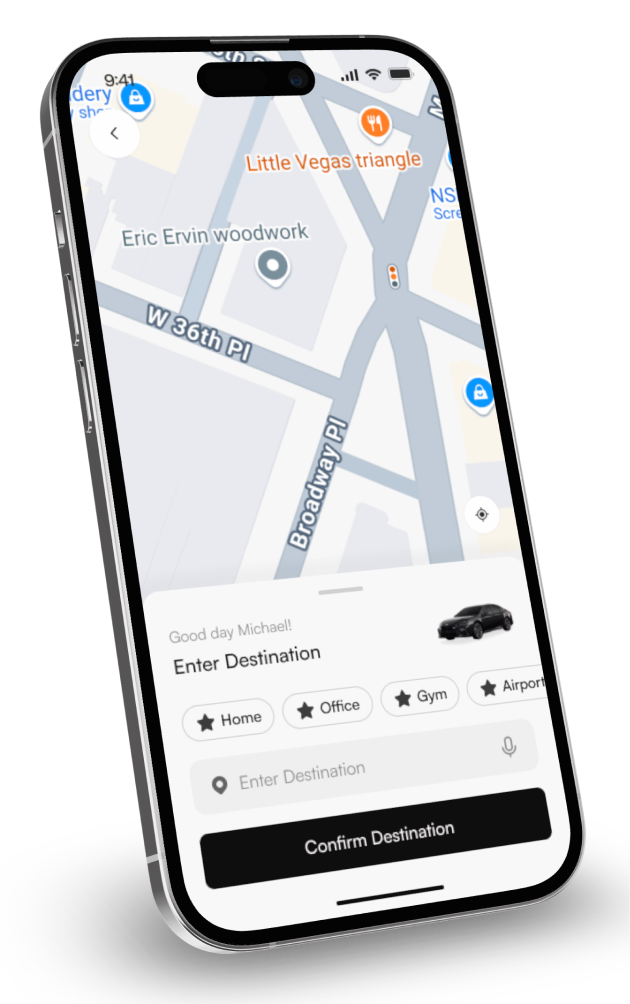 9:41
dery
Little Vegas triangle
NS
Scre
Eric Ervin woodwork
W 36th Pl
Broadway Pl
Good day Michael!
Enter Destination
Home
Office
Gym
Airport
Enter Destination
Confirm Destination